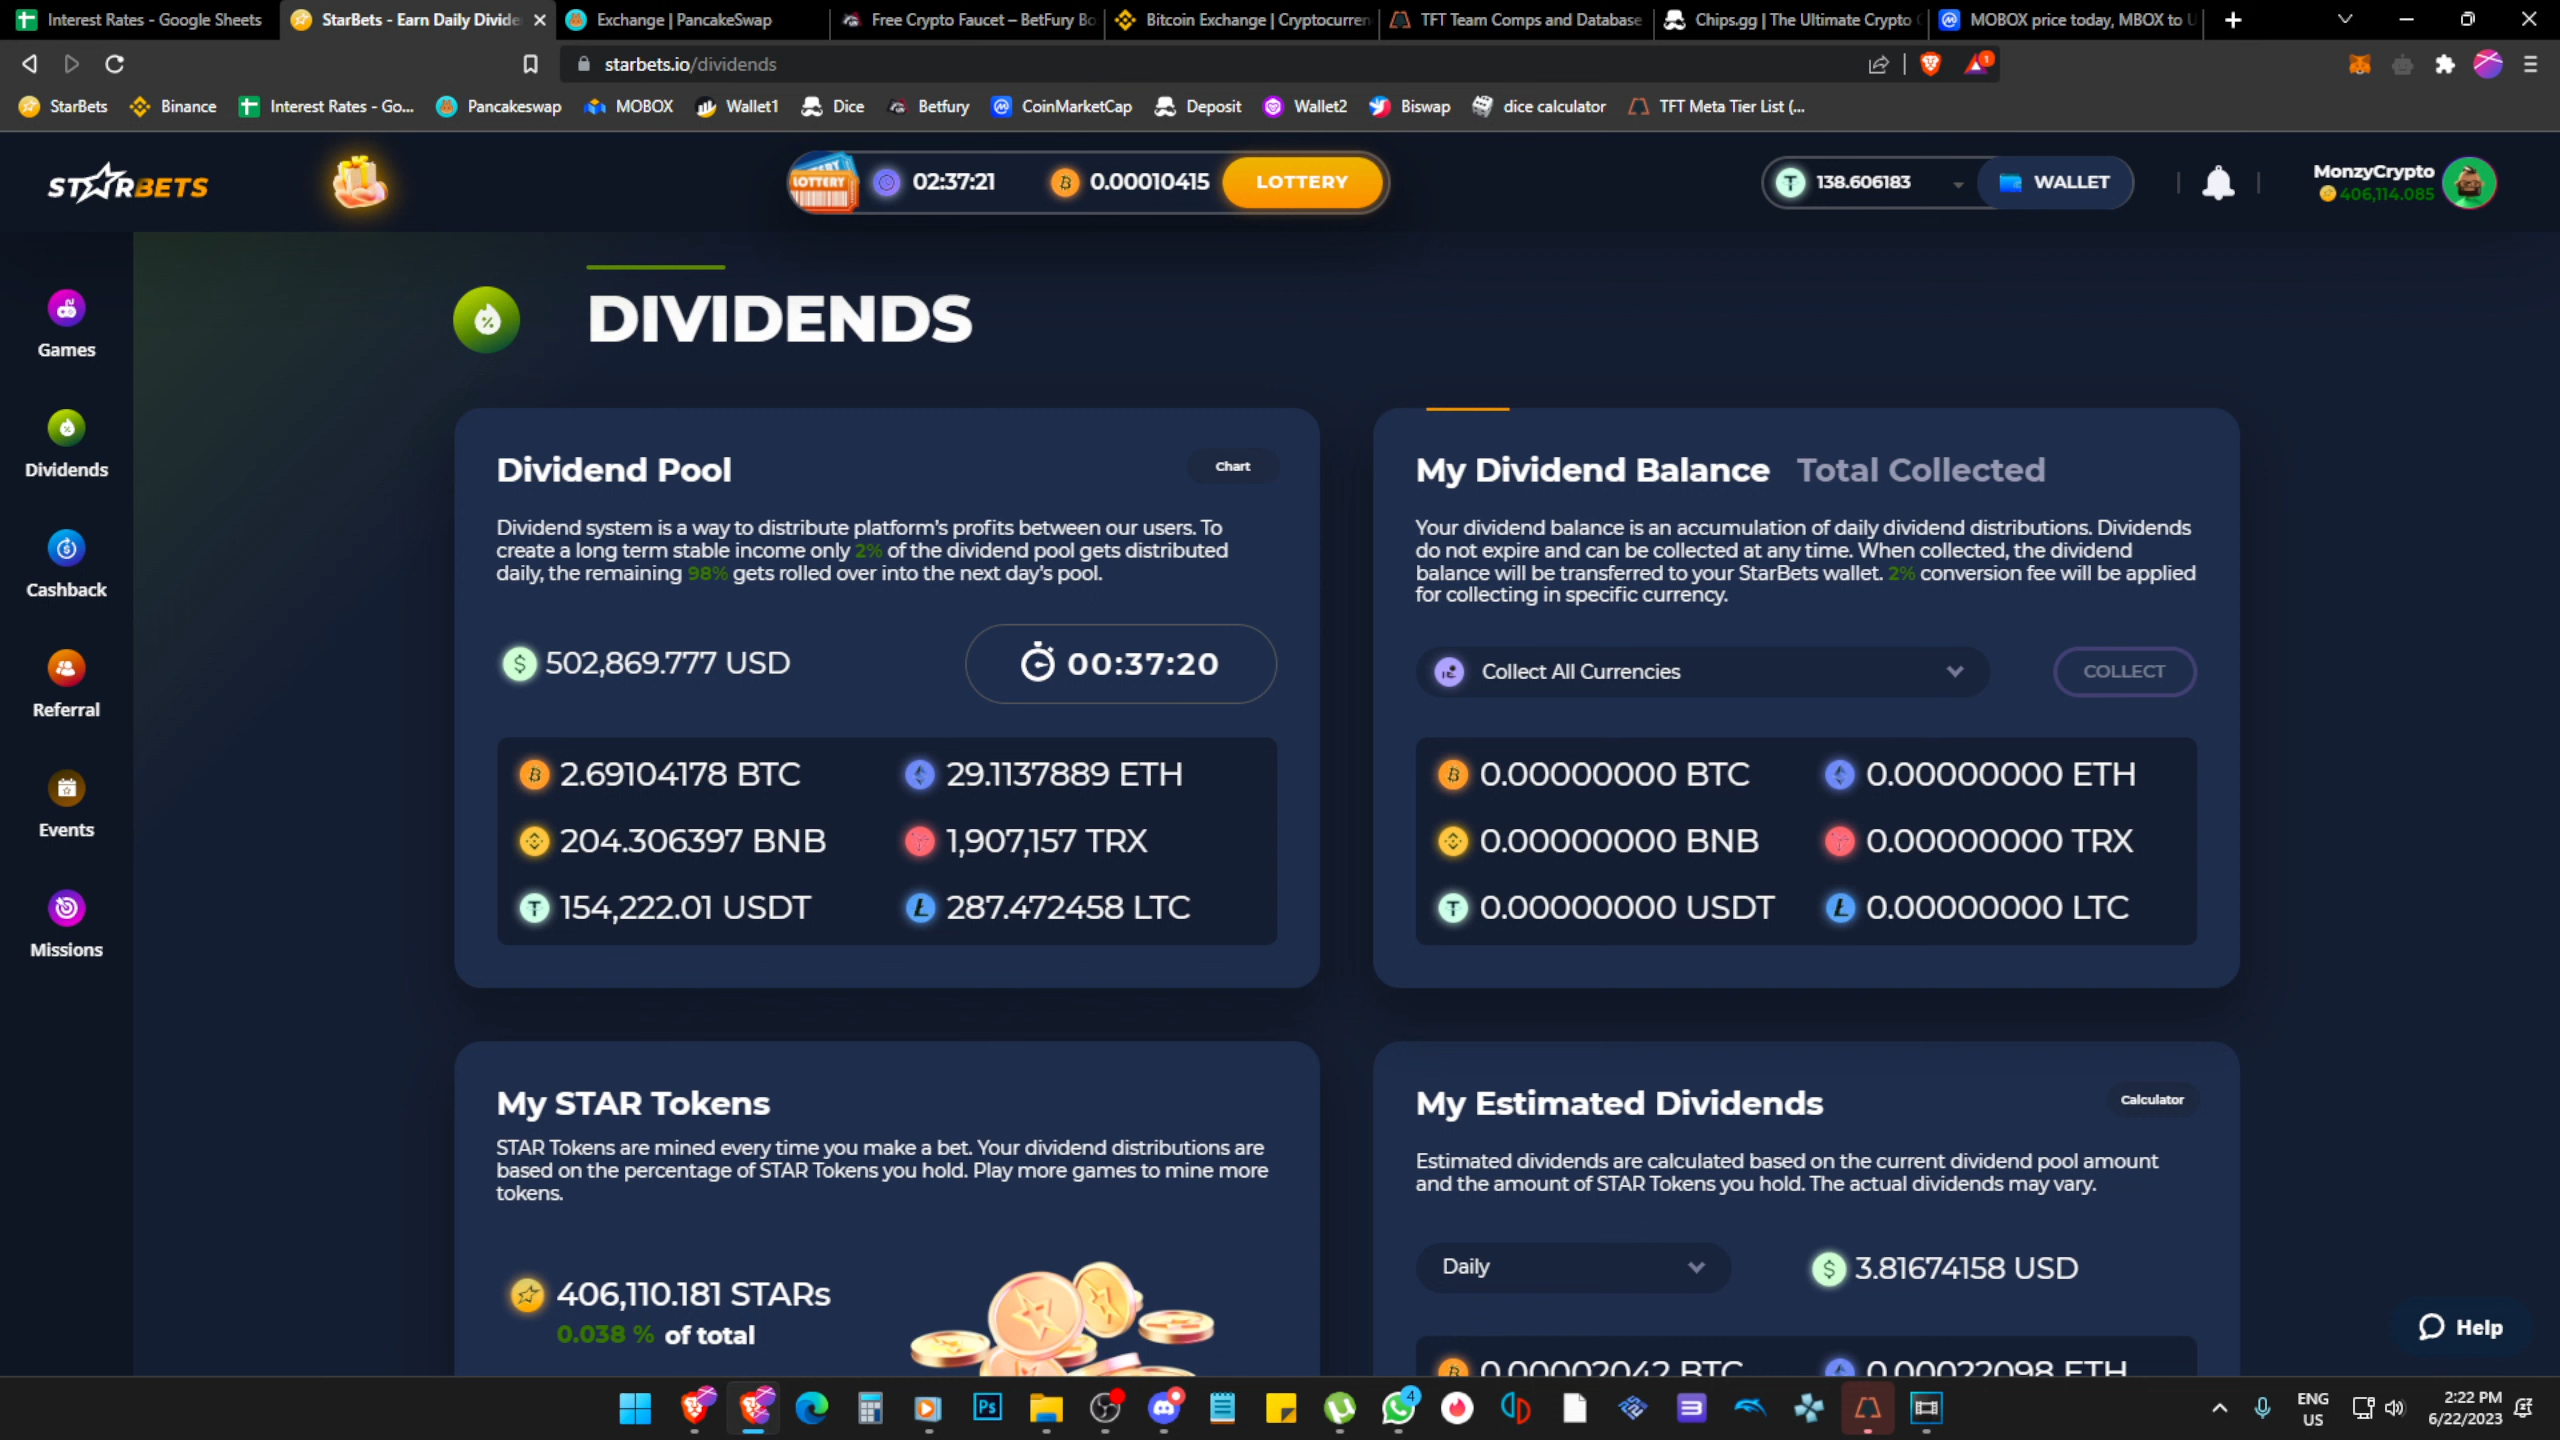 Interest Rates - Google Sheets
StarBets - Earn Daily Divide
Exchange | PancakeSwap
Free Crypto Faucet – BetFury Bo
Bitcoin Exchange | Cryptocurren
TFT Team Comps and Database
Chips.gg | The Ultimate Crypto
MOBOX price today, MBOX to U
starbets.io/dividends
1
StarBets
Binance
Interest Rates - Go...
Pancakeswap
MOBOX
Wallet1
Dice
Betfury
CoinMarketCap
Deposit
Wallet2
Biswap
dice calculator
TFT Meta Tier List (...
STARBETS
LOTTERY
02:37:21
0.00010415
LOTTERY
138.606183
WALLET
MonzyCrypto
406,114.085
Games
Dividends
Cashback
Referral
Events
Missions
DIVIDENDS
Dividend Pool
Chart
Dividend system is a way to distribute platform's profits between our users. To
create a long term stable income only 2% of the dividend pool gets distributed
daily, the remaining 98% gets rolled over into the next day's pool.
502,869.777 USD
00:37:20
2.69104178 BTC
29.1137889 ETH
204.306397 BNB
1,907,157 TRX
154,222.01 USDT
287.472458 LTC
My Dividend Balance
Total Collected
Your dividend balance is an accumulation of daily dividend distributions. Dividends
do not expire and can be collected at any time. When collected, the dividend
balance will be transferred to your StarBets wallet. 2% conversion fee will be applied
for collecting in specific currency.
Collect All Currencies
COLLECT
0.00000000 BTC
0.00000000 ETH
0.00000000 BNB
0.00000000 TRX
0.00000000 USDT
0.00000000 LTC
My STAR Tokens
STAR Tokens are mined every time you make a bet. Your dividend distributions are
based on the percentage of STAR Tokens you hold. Play more games to mine more
tokens.
406,110.181 STARs
0.038 % of total
My Estimated Dividends
Calculator
Estimated dividends are calculated based on the current dividend pool amount
and the amount of STAR Tokens you hold. The actual dividends may vary.
Daily
3.81674158 USD
0.00002042 BTC
0.00022098 ETH
Help
Ps
4
ENG
US
2:22 PM
6/22/2023